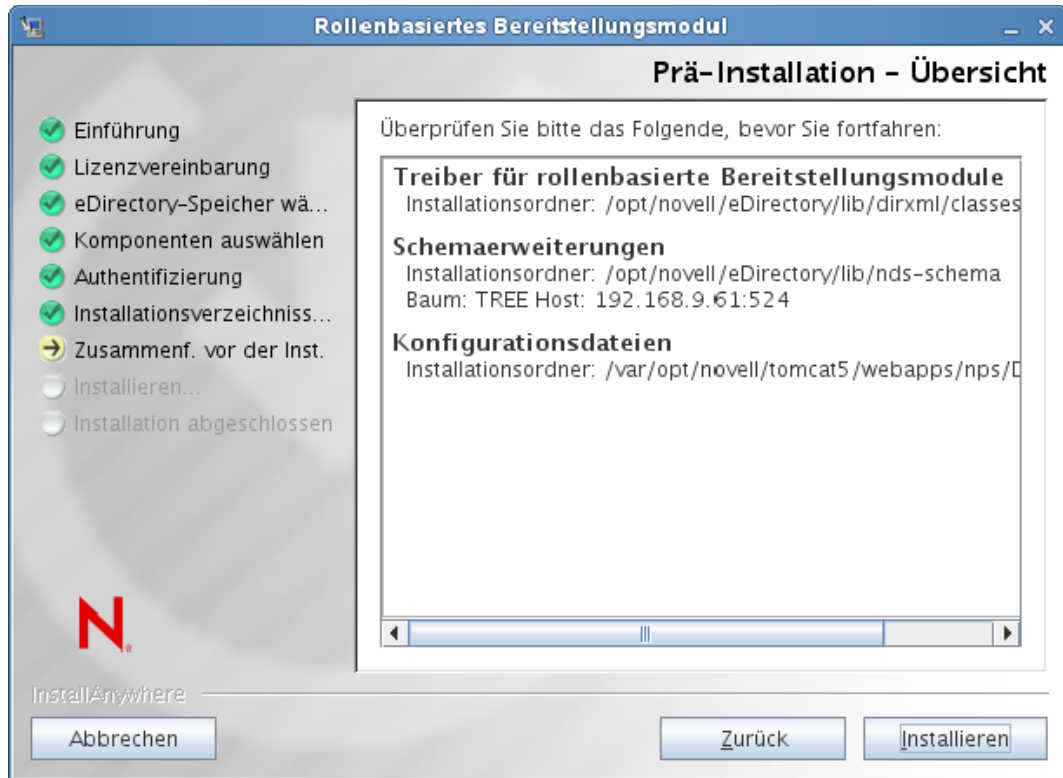 Rollenbasiertes Bereitstellungsmodul
Prä-Installation – Übersicht
Einführung
Lizenzvereinbarung
eDirectory-Speicher wä...
Komponenten auswählen
Authentifizierung
Installationsverzeichniss...
Zusammenf. vor der Inst.
Installieren...
Installation abgeschlossen
Überprüfen Sie bitte das Folgende, bevor Sie fortfahren:
Treiber für rollenbasierte Bereitstellungsmodule
Installationsordner: /opt/novell/eDirectory/lib/dirxml/classes
Schemaerweiterungen
Installationsordner: /opt/novell/eDirectory/lib/nds-schema
Baum: TREE Host: 192.168.9.61:524
Konfigurationsdateien
Installationsordner: /var/opt/novell/tomcat5/webapps/nps/D
N
InstallAnywhere
Abbrechen
Zurück
Installieren